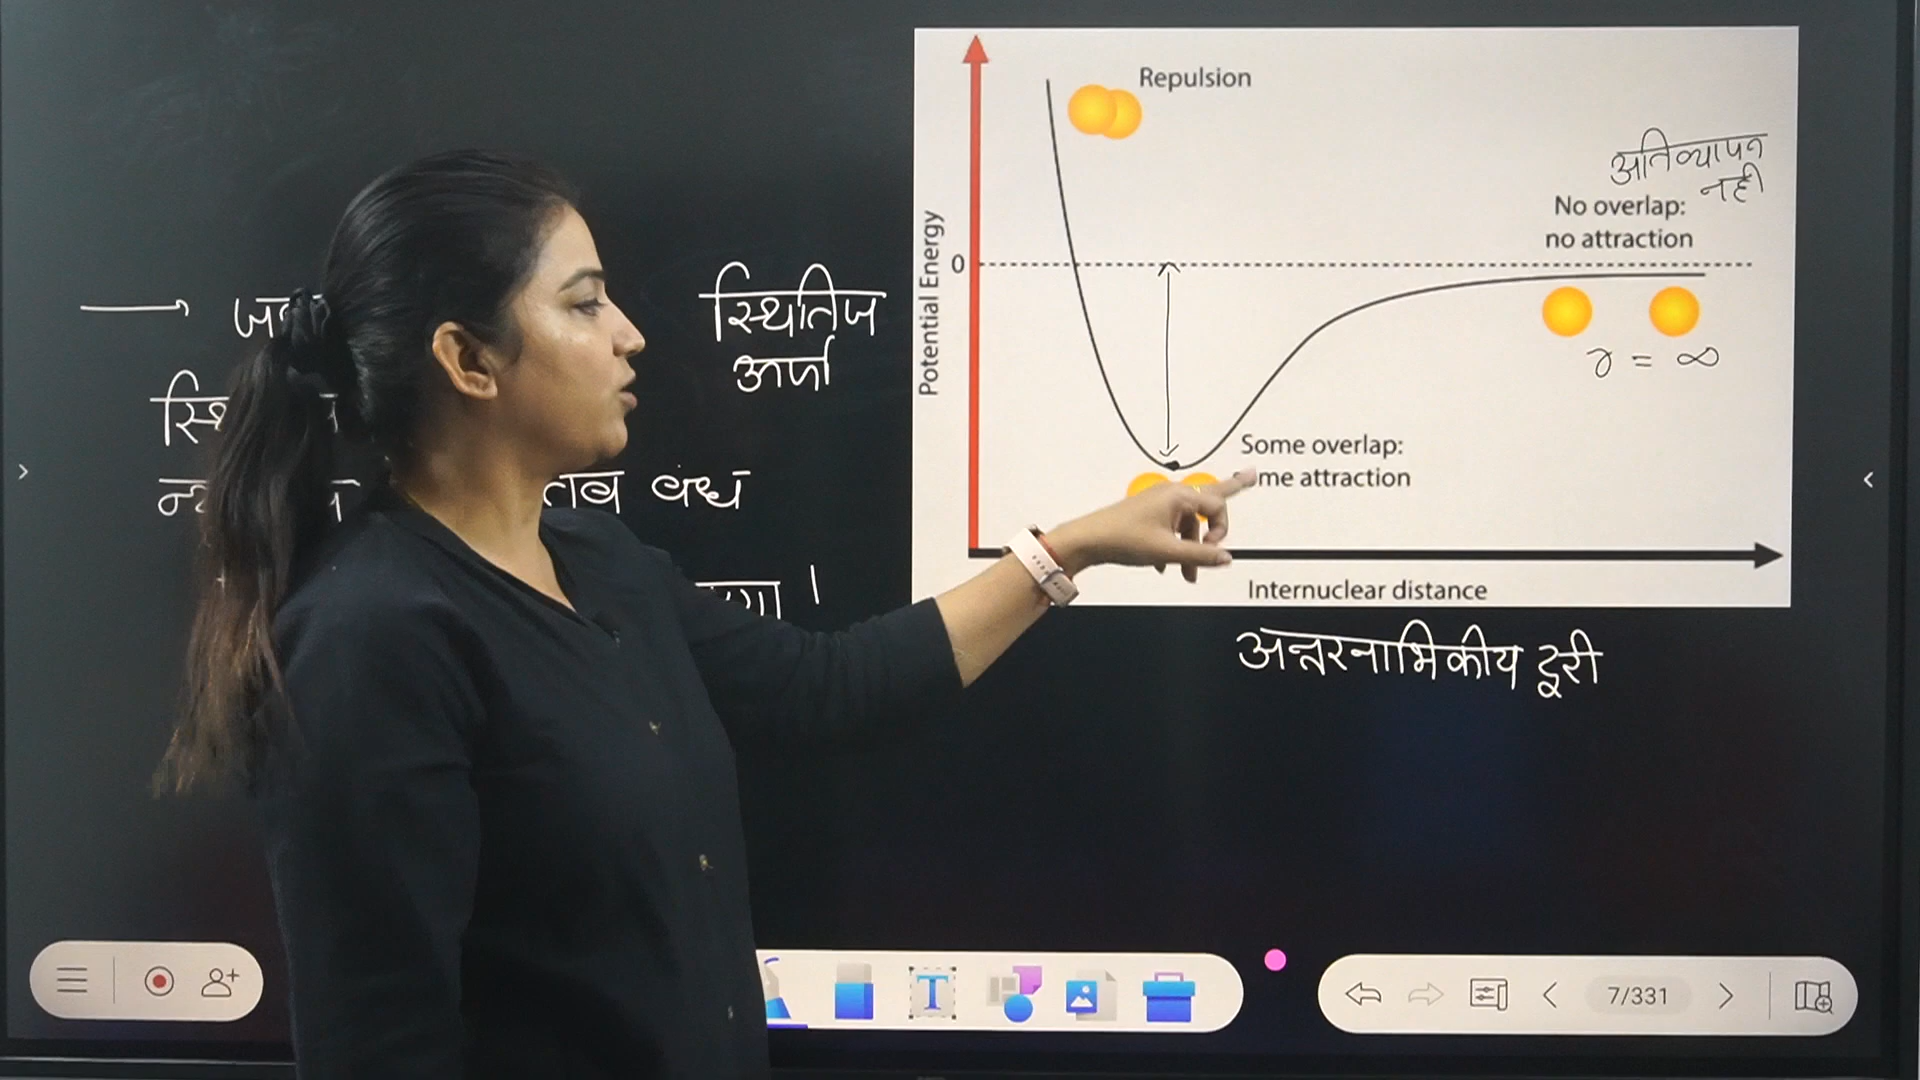 Repulsion
अतिव्यापन
नही
No overlap:
no attraction
Potential Energy
0
r = ∞
Some overlap:
attraction
Internuclear distance
अन्तरनाभिकीय दूरी
→
स्थितिज
ऊर्जा
तब बंध
।
T
7/331